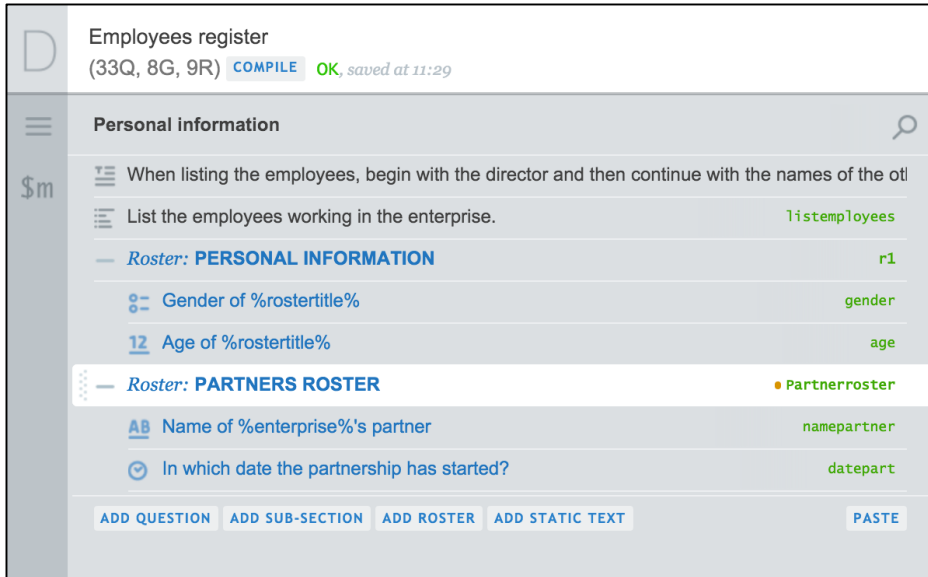 D
Employees register
(33Q, 8G, 9R) COMPILE OK, saved at 11:29
Personal information
$m
When listing the employees, begin with the director and then continue with the names of the
List the employees working in the enterprise. listemployees
Roster: PERSONAL INFORMATION r1
Gender of %rostertitle% gender
12 Age of %rostertitle% age
Roster: PARTNERS ROSTER Partnerroster
AB Name of %enterprise%'s partner namepartner
In which date the partnership has started? datepart
ADD QUESTION ADD SUB-SECTION ADD ROSTER ADD STATIC TEXT PASTE